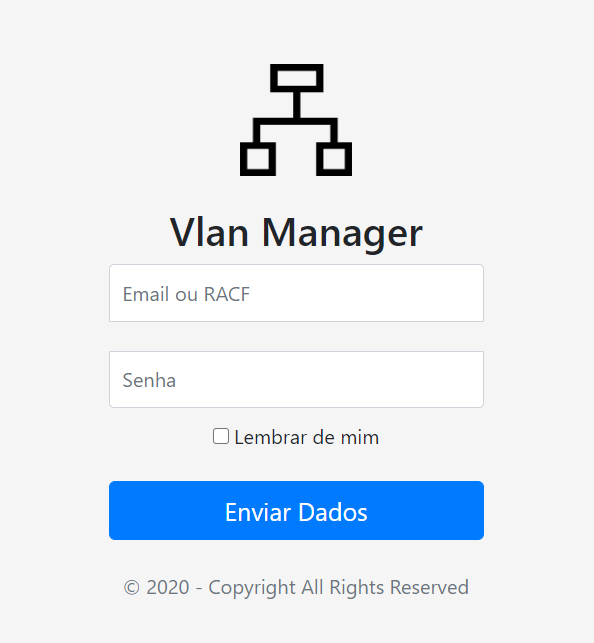 Vlan Manager
Email ou RACF
Senha
Lembrar de mim
Enviar Dados
© 2020 - Copyright All Rights Reserved